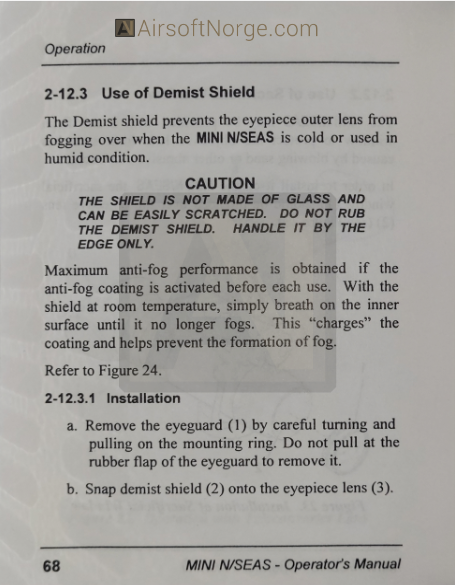 AirsoftNorge.com
Operation
2-12.3 Use of Demist Shield
The Demist shield prevents the eyepiece outer lens from
fogging over when the MINI N/SEAS is cold or used in
humid condition.
CAUTION
THE SHIELD IS NOT MADE OF GLASS AND
CAN BE EASILY SCRATCHED. DO NOT RUB
THE DEMIST SHIELD. HANDLE IT BY THE
EDGE ONLY.
Maximum anti-fog performance is obtained if the
anti-fog coating is activated before each use. With the
shield at room temperature, simply breath on the inner
surface until it no longer fogs. This “charges” the
coating and helps prevent the formation of fog.
Refer to Figure 24.
2-12.3.1 Installation
a. Remove the eyeguard (1) by careful turning and
pulling on the mounting ring. Do not pull at the
rubber flap of the eyeguard to remove it.
b. Snap demist shield (2) onto the eyepiece lens (3).
68 MINI N/SEAS - Operator's Manual